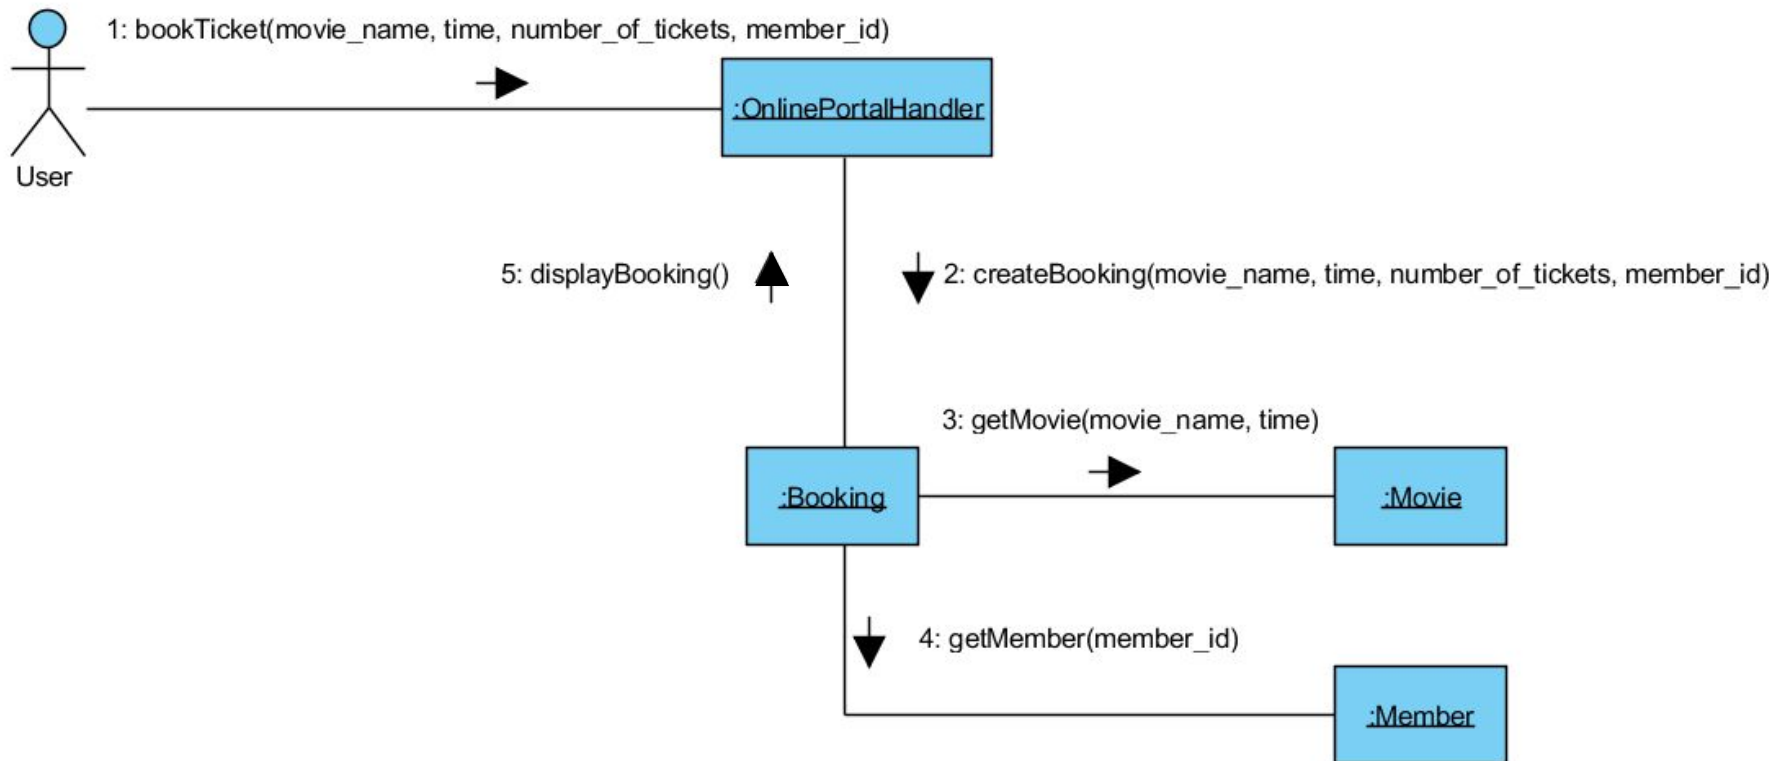 1: bookTicket(movie_name, time, number_of_tickets, member_id)
:OnlinePortalHandler
User
5: displayBooking()
2: createBooking(movie_name, time, number_of_tickets, member_id)
3: getMovie(movie_name, time)
:Booking
:Movie
4: getMember(member_id)
:Member